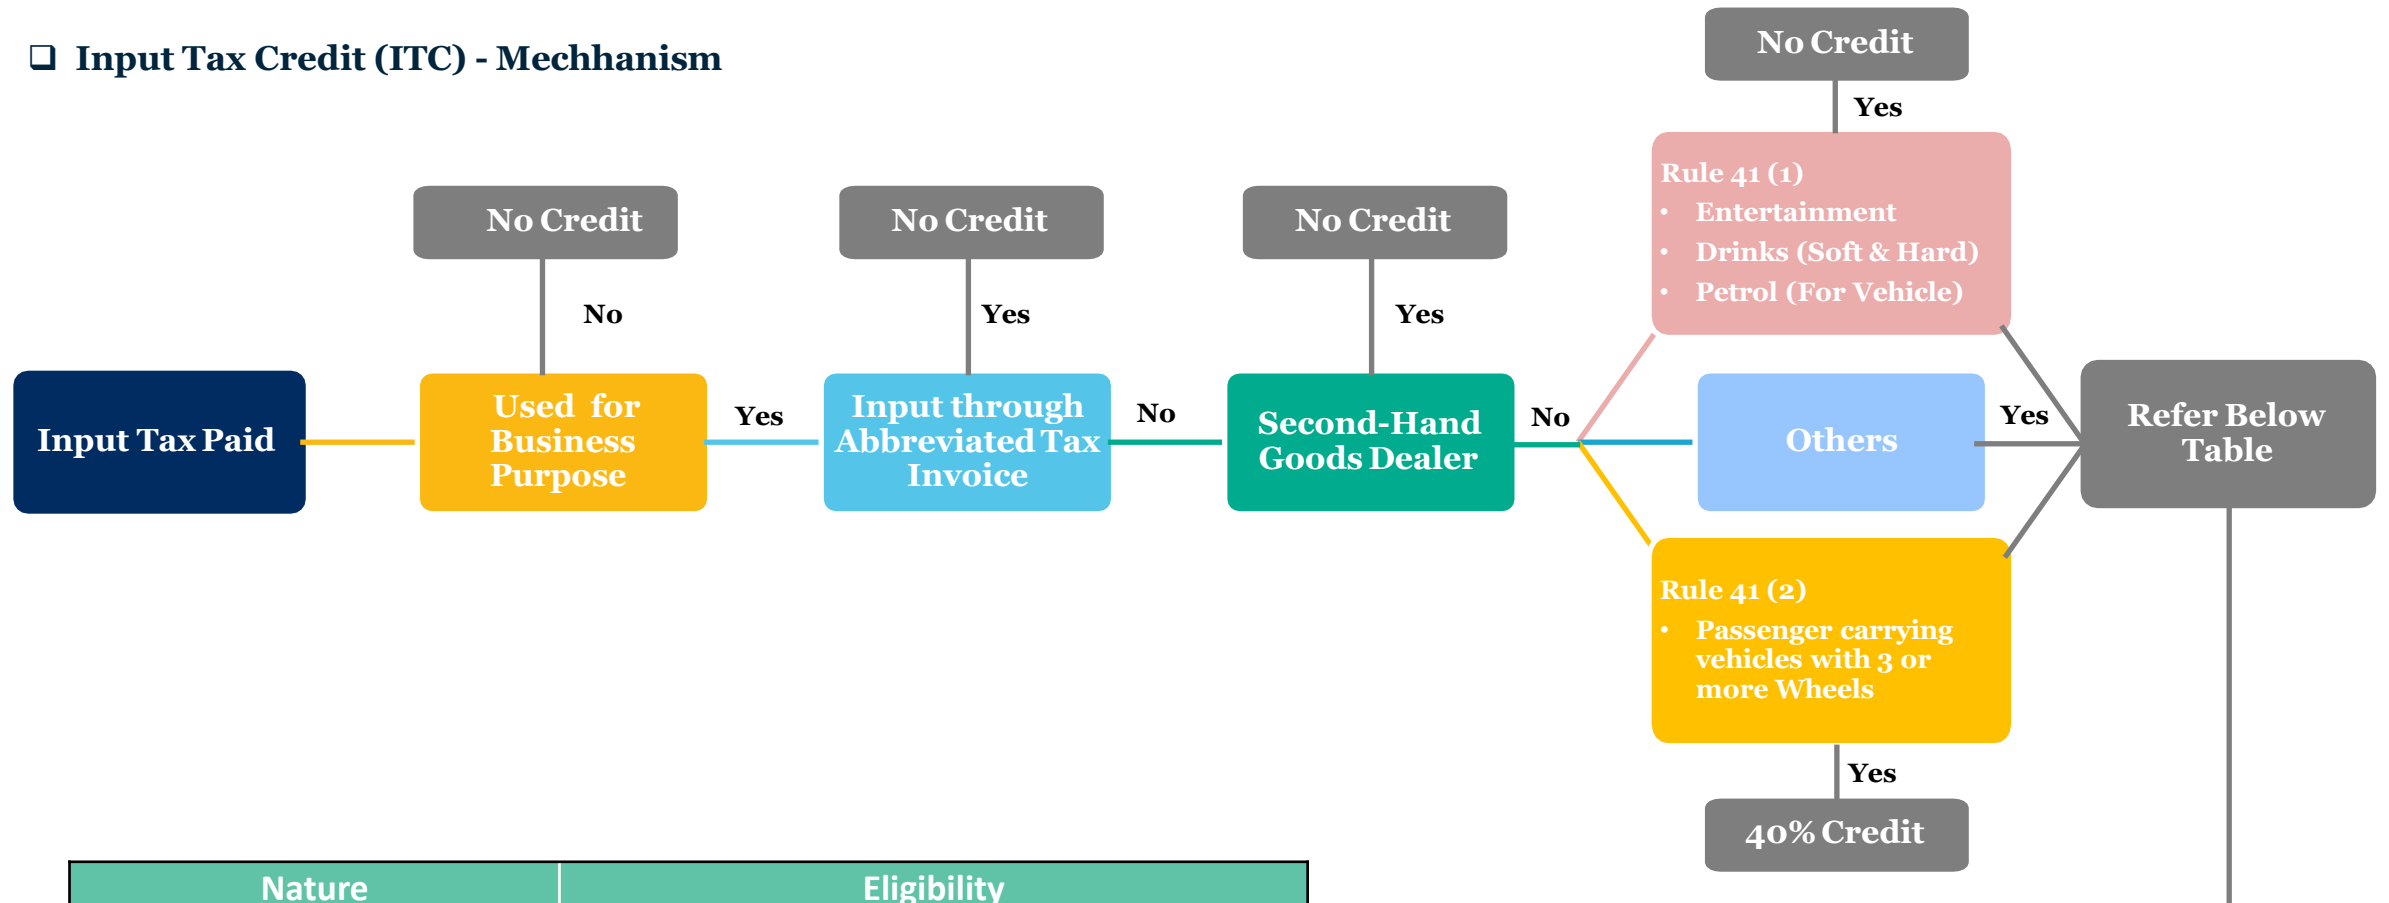 ❑ Input Tax Credit (ITC) - Mechhanism
No Credit
Yes
Rule 41 (1)
• Entertainment
• Drinks (Soft & Hard)
• Petrol (For Vehicle)
No Credit
No
No Credit
Yes
No Credit
Yes
Input Tax Paid
Used for
Business
Purpose
Yes
Input through
Abbreviated Tax
Invoice
No
Second-Hand
Goods Dealer
No
Others
Yes
Refer Below
Table
Rule 41 (2)
• Passenger carrying
vehicles with 3 or
more Wheels
Yes
40% Credit
Nature
Eligibility